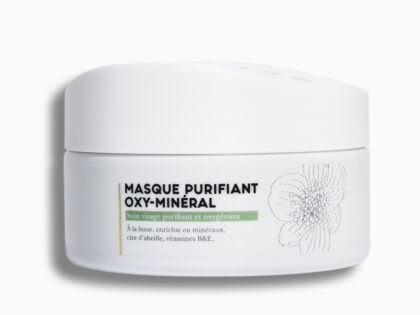 MASQUE PURIFIANT
OXY-MINÉRAL
Soin visage purifiant et oxygénant
À la boue, enrichie en minéraux,
cire d'abeille, vitamines B&E.